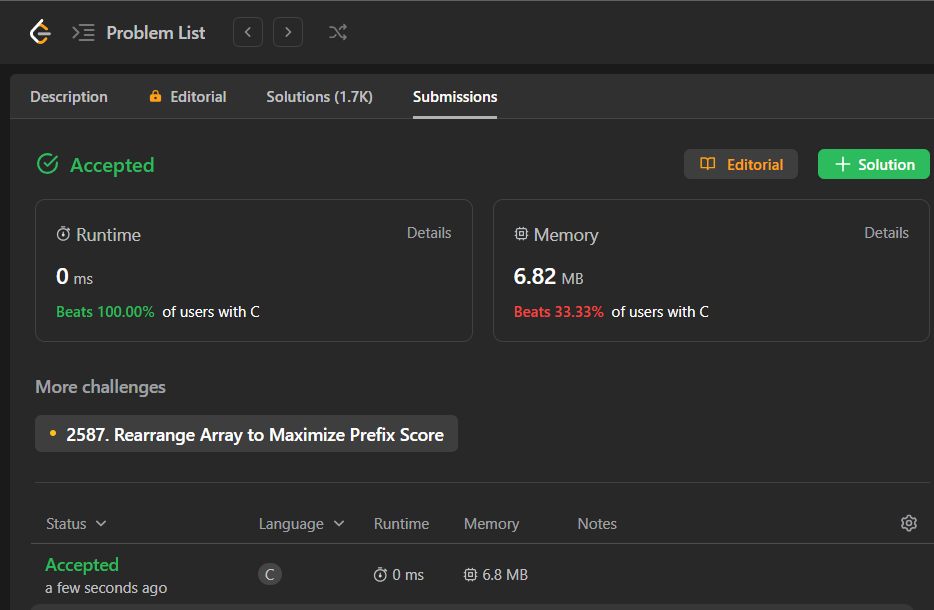 Problem List
Description Editorial Solutions (1.7K) Submissions
Accepted Editorial Solution
Runtime Details
0 ms
Beats 100.00% of users with C
Memory Details
6.82 MB
Beats 33.33% of users with C
More challenges
2587. Rearrange Array to Maximize Prefix Score
Status Language Runtime Memory Notes
Accepted
a few seconds ago
C 0 ms 6.8 MB